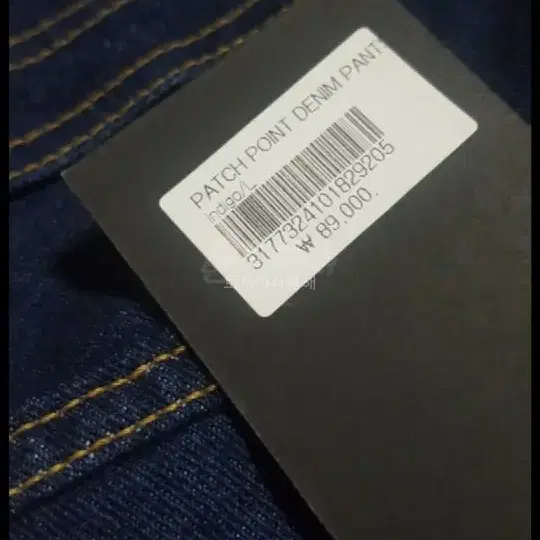 PATCH POINT DENIM PANTS
indigo/L
3177324101829205
₩ 89,000.